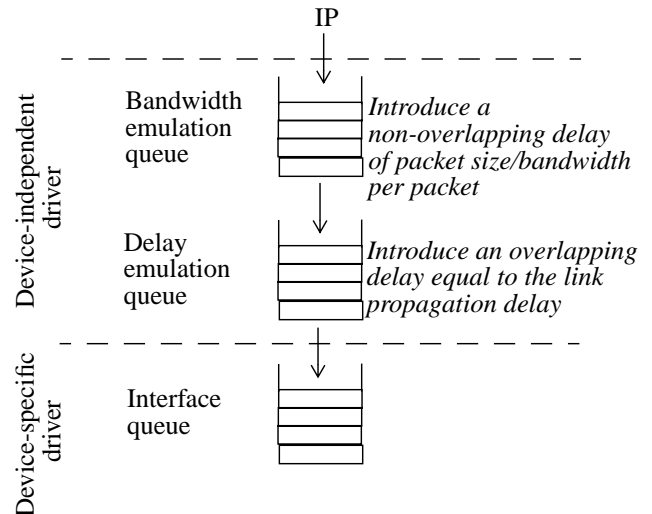 IP
Device-independent
driver
Bandwidth
emulation
queue
Introduce a
non-overlapping delay
of packet size/bandwidth
per packet
Delay
emulation
queue
Introduce an overlapping
delay equal to the link
propagation delay
Device-specific
driver
Interface
queue